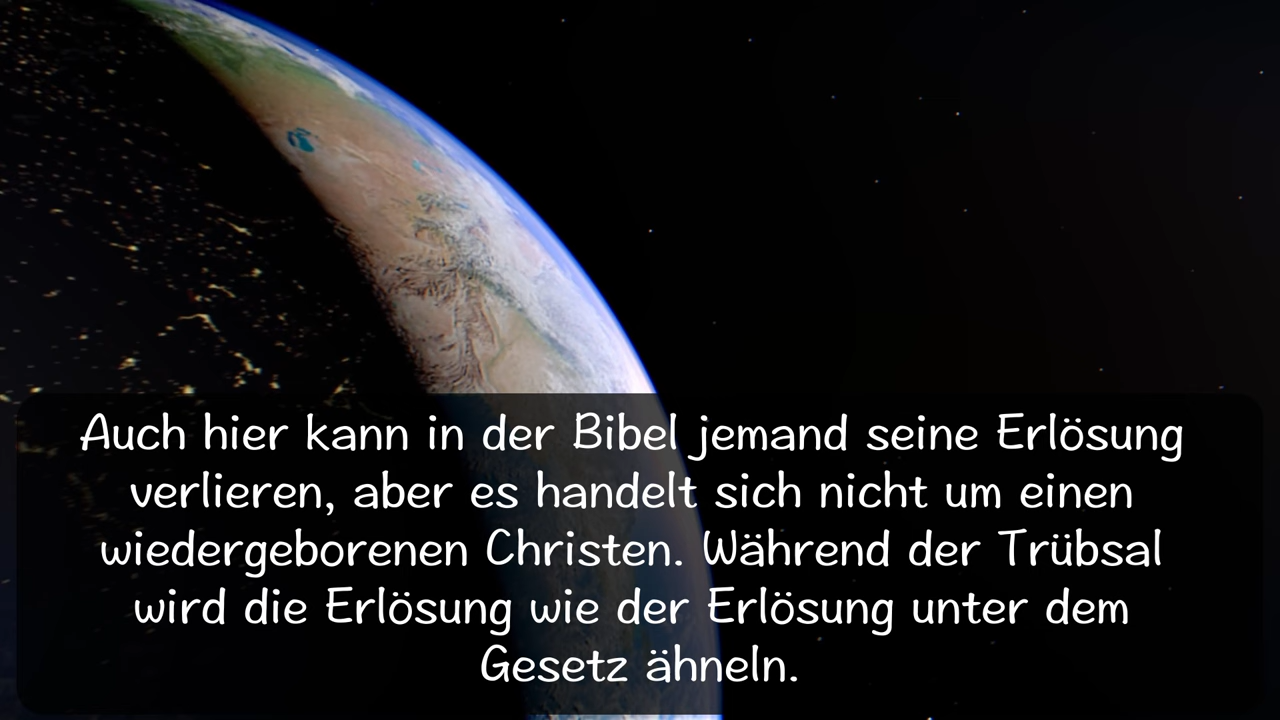 Auch hier kann in der Bibel jemand seine Erlösung
verlieren, aber es handelt sich nicht um einen
wiedergeborenen Christen. Während der Trübsal
wird die Erlösung wie der Erlösung unter dem
Gesetz ähneln.